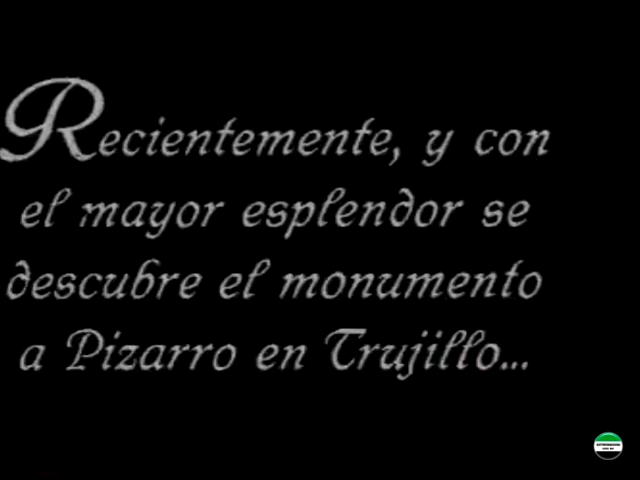 Recientemente, y con
el mayor esplendor se
descubre el monumento
a Pizarro en Trujillo...